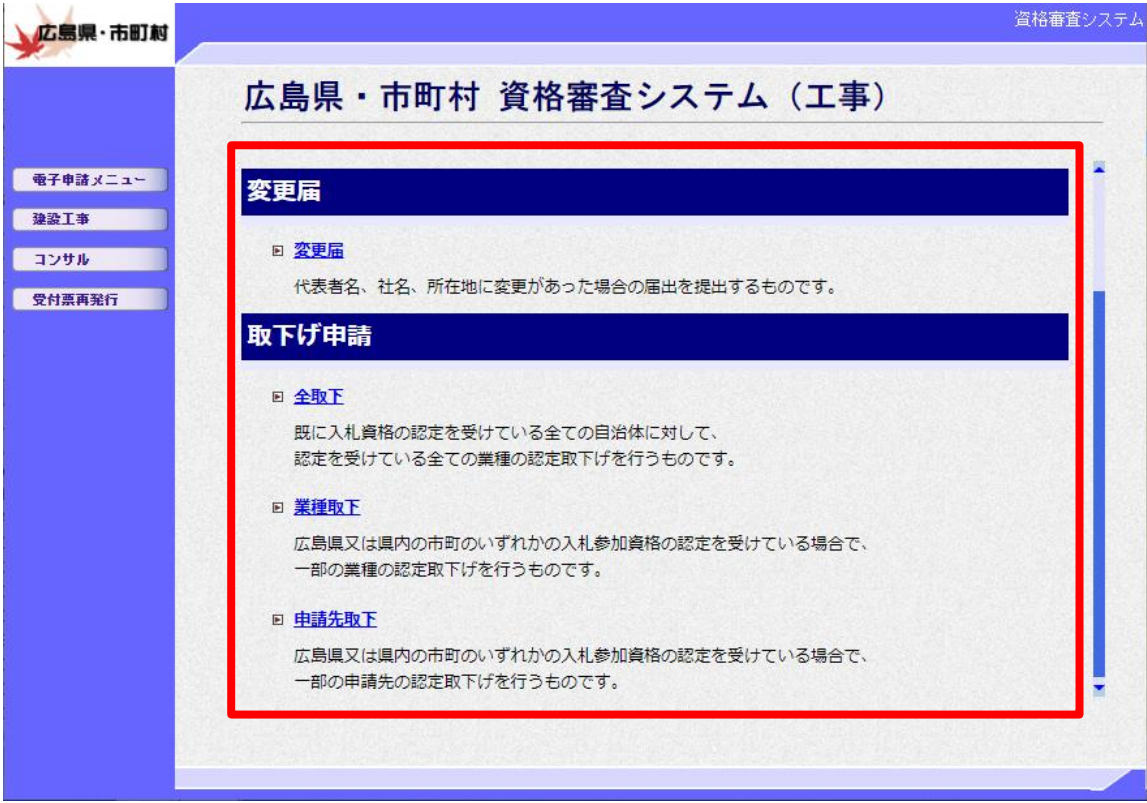 広島県・市町村
資格審査システム
広島県・市町村 資格審査システム（工事）
電子申請メニュー
建設工事
コンサル
受付票再発行
変更届
変更届
代表者名、社名、所在地に変更があった場合の届出を提出するものです。
取下げ申請
全取下
既に入札資格の認定を受けている全ての自治体に対して、
認定を受けている全ての業種の認定取下げを行うものです。
業種取下
広島県又は県内の市町のいずれかの入札参加資格の認定を受けている場合で、
一部の業種の認定取下げを行うものです。
申請先取下
広島県又は県内の市町のいずれかの入札参加資格の認定を受けている場合で、
一部の申請先の認定取下げを行うものです。